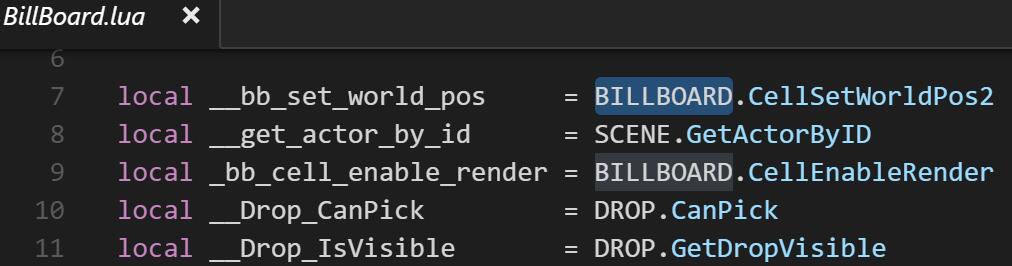 BillBoard.lua ×
6
7 local __bb_set_world_pos = BILLBOARD.CellSetWorldPos2
8 local __get_actor_by_id = SCENE.GetActorByID
9 local _bb_cell_enable_render = BILLBOARD.CellEnableRender
10 local __Drop_CanPick = DROP.CanPick
11 local __Drop_IsVisible = DROP.GetDropVisible